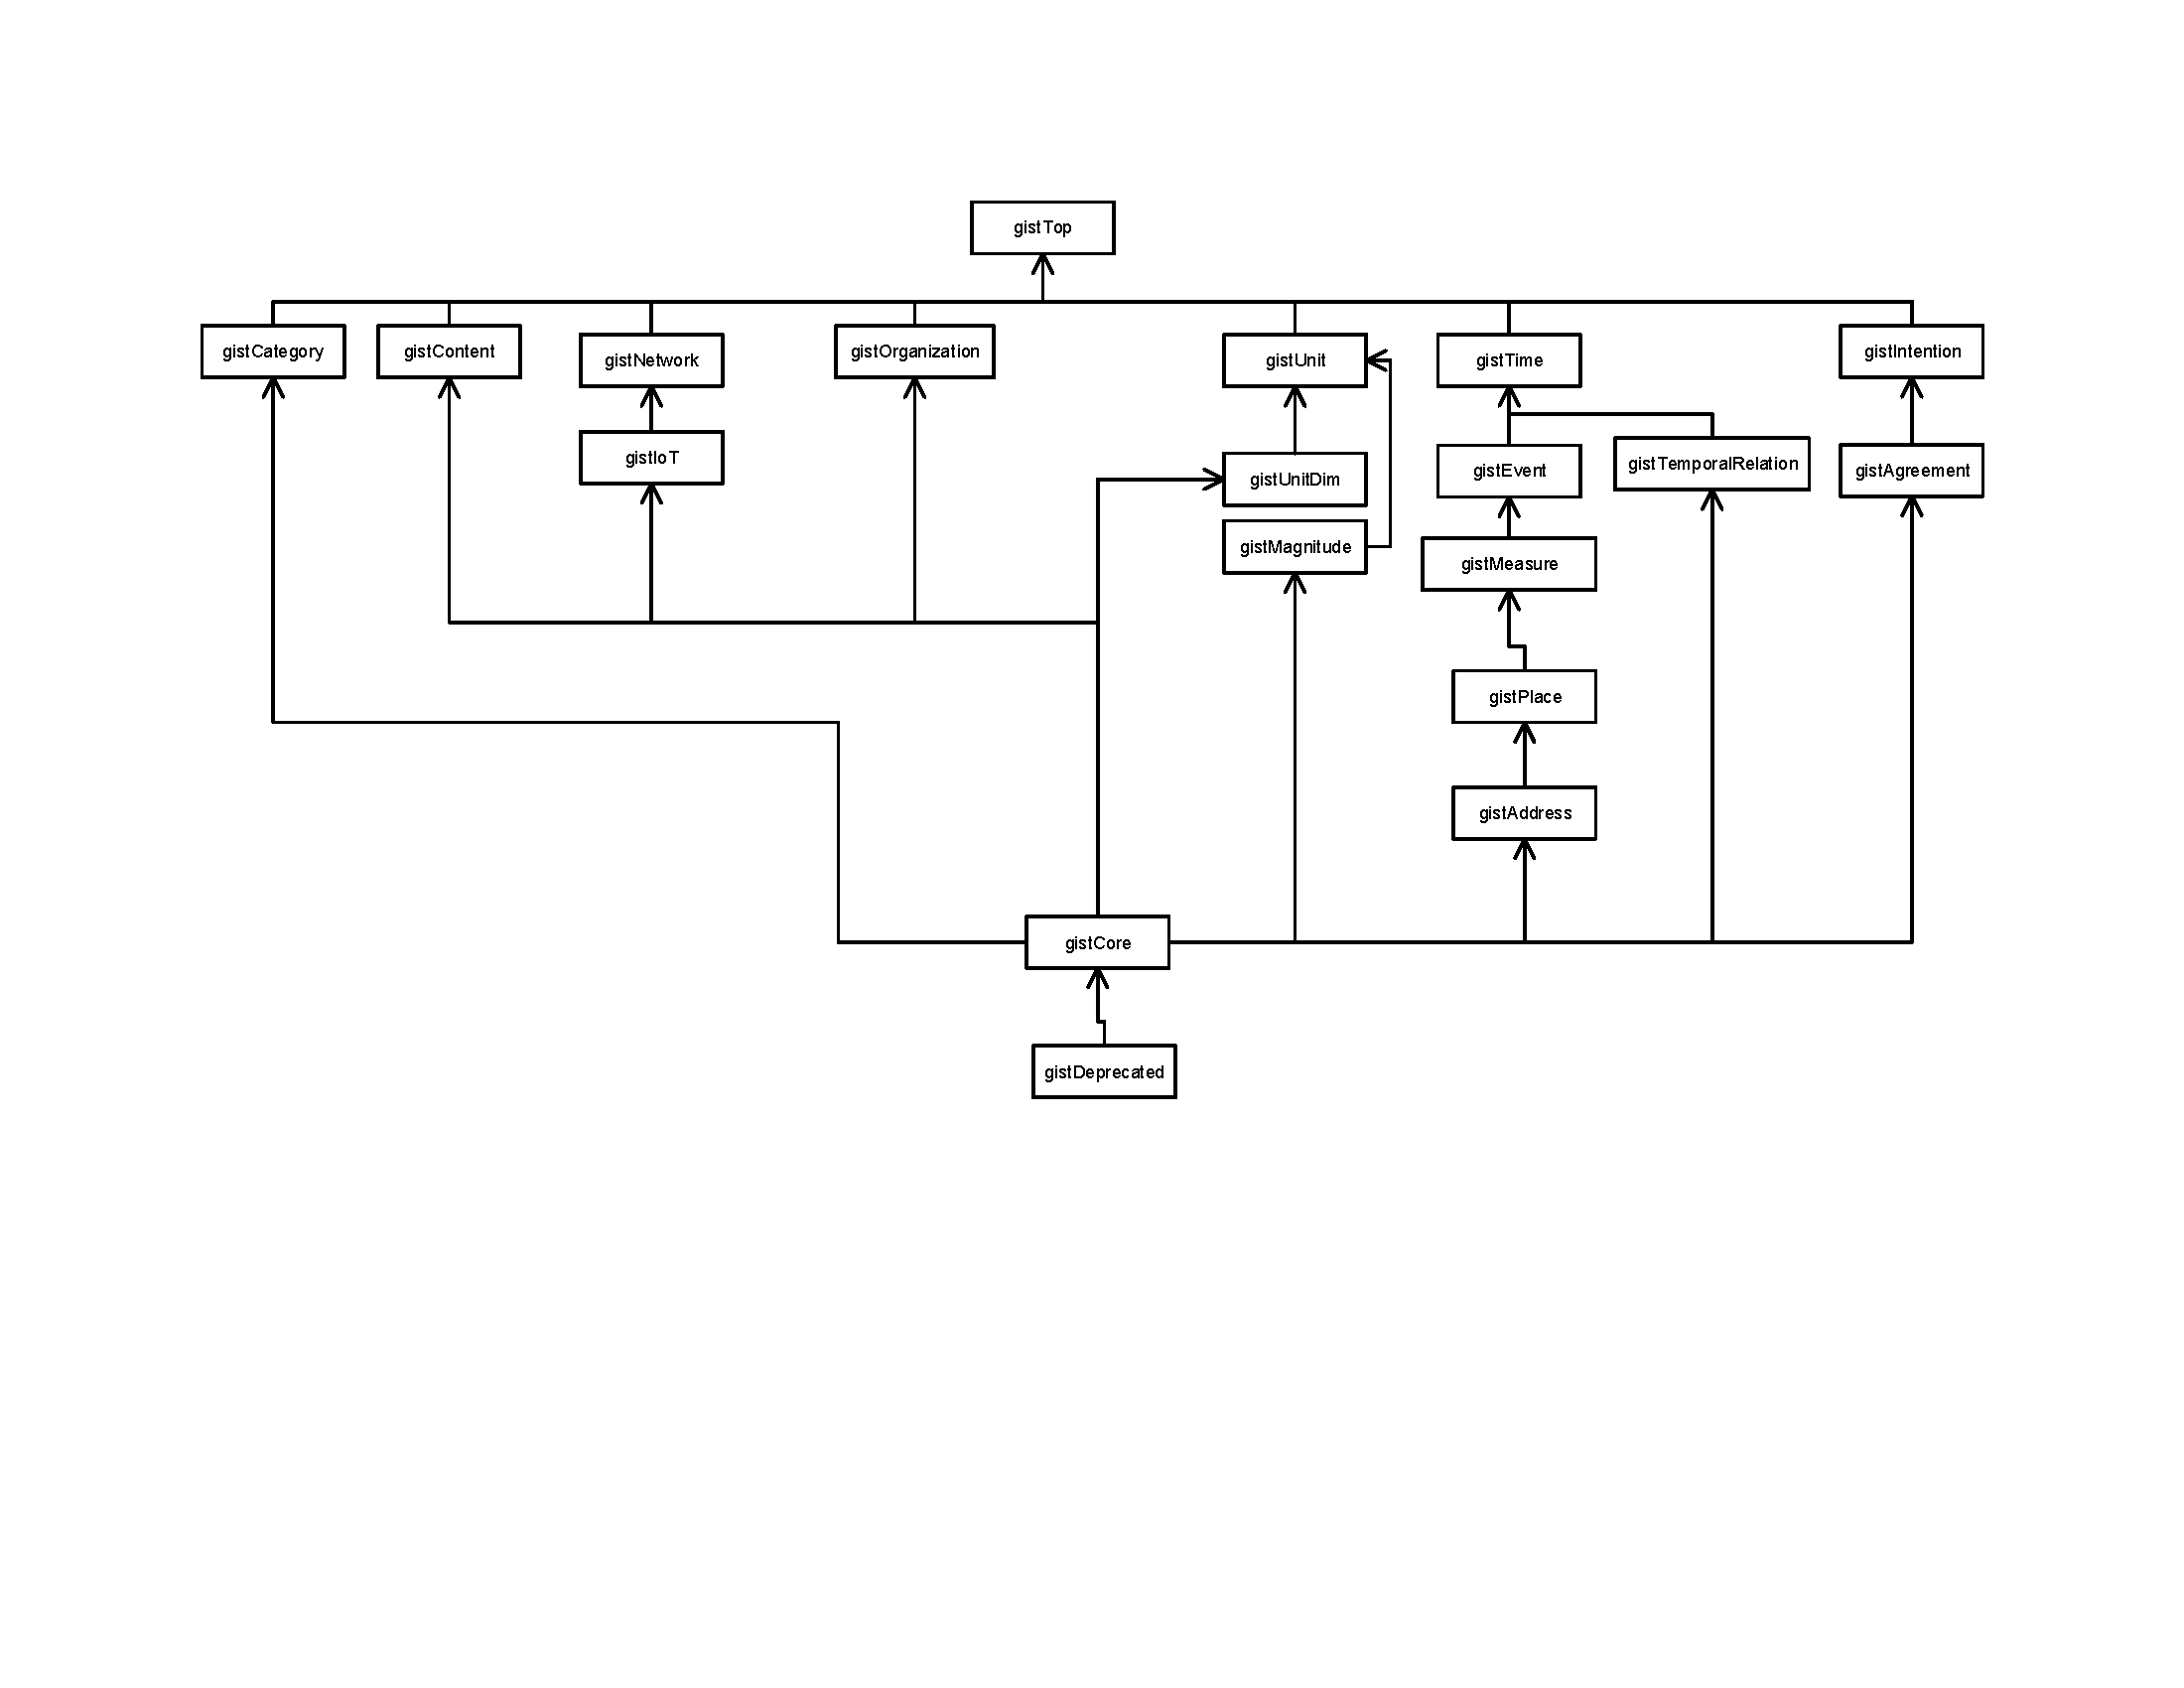 gistTop
gistCategory
gistContent
gistNetwork
gistOrganization
gistUnit
gistTime
gistIntention
gistIoT
gistUnitDim
gistEvent
gistTemporalRelation
gistAgreement
gistMagnitude
gistMeasure
gistPlace
gistAddress
gistCore
gistDeprecated